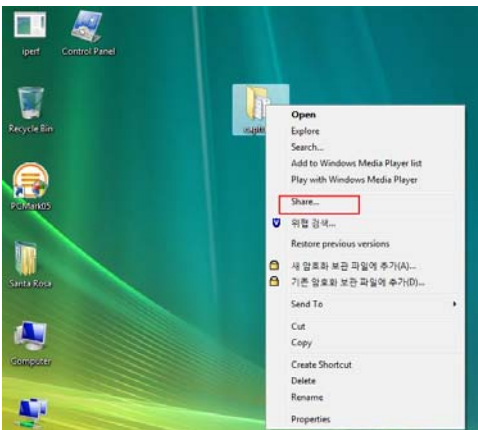 iperf
Control Panel
Recycle Bin
PCMark05
Santa Rosa
Computer
Open
Explore
Search...
Add to Windows Media Player list
Play with Windows Media Player
Share...
위협 검색...
Restore previous versions
새 암호화 보관 파일에 추가(A)...
기존 암호화 보관 파일에 추가(D)...
Send To
Cut
Copy
Create Shortcut
Delete
Rename
Properties